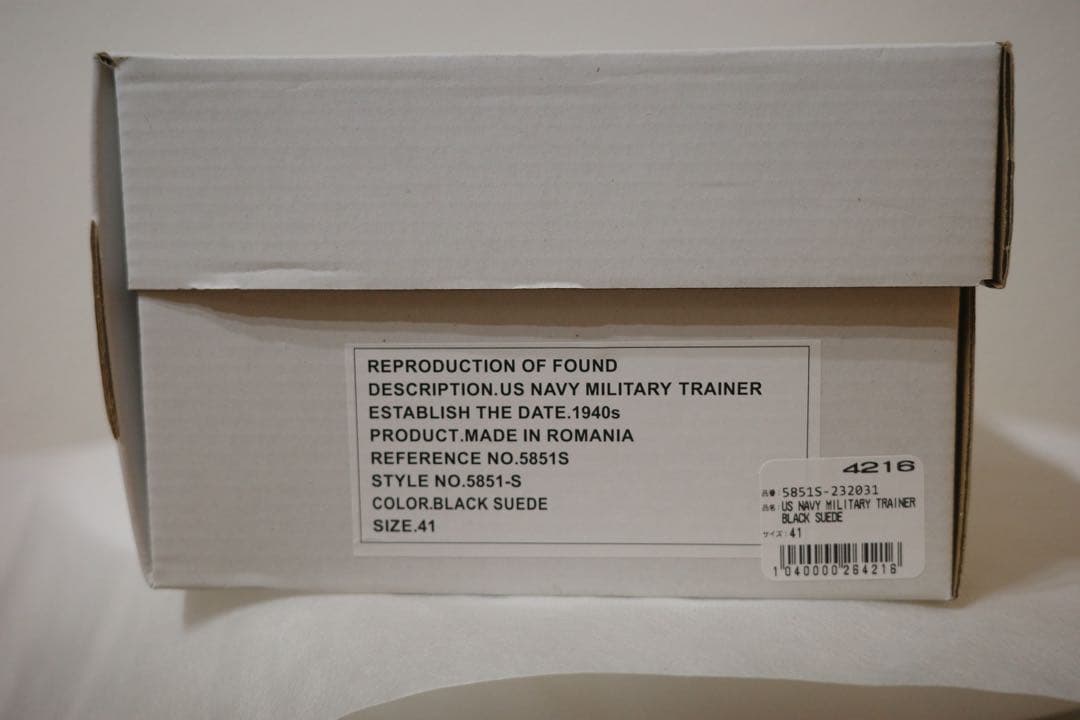 REPRODUCTION OF FOUND
DESCRIPTION.US NAVY MILITARY TRAINER
ESTABLISH THE DATE.1940s
PRODUCT.MADE IN ROMANIA
REFERENCE NO.5851S
STYLE NO.5851-S
COLOR.BLACK SUEDE
SIZE.41
4216
品番:5851S-232031
品名:US NAVY MILITARY TRAINER
BLACK SUEDE
サイズ:41
1040000264216